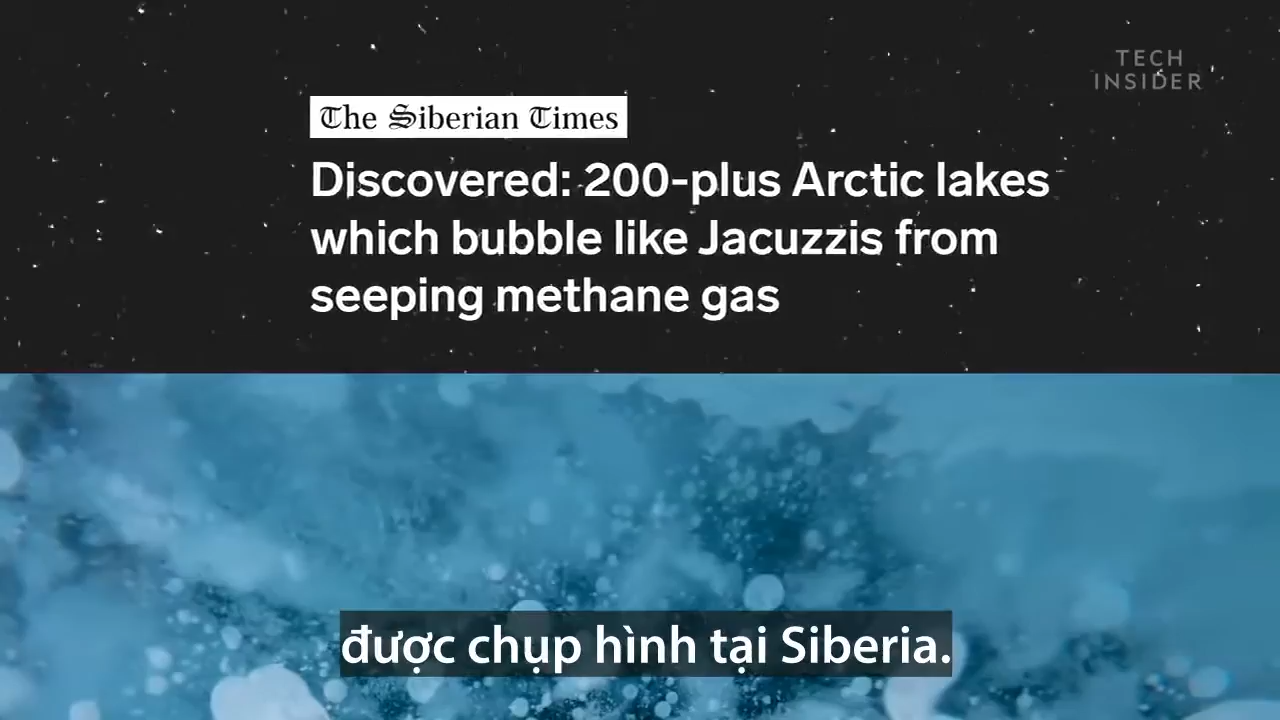 TECH
INSIDER
The Siberian Times
Discovered: 200-plus Arctic lakes
which bubble like Jacuzzis from
seeping methane gas
được chụp hình tại Siberia.